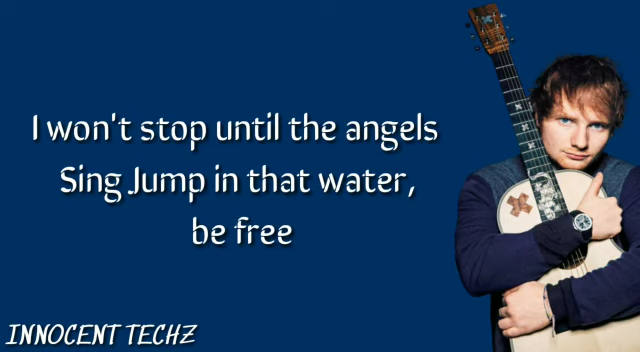 I won't stop until the angels
Sing Jump in that water,
be free
INNOCENT TECHZ